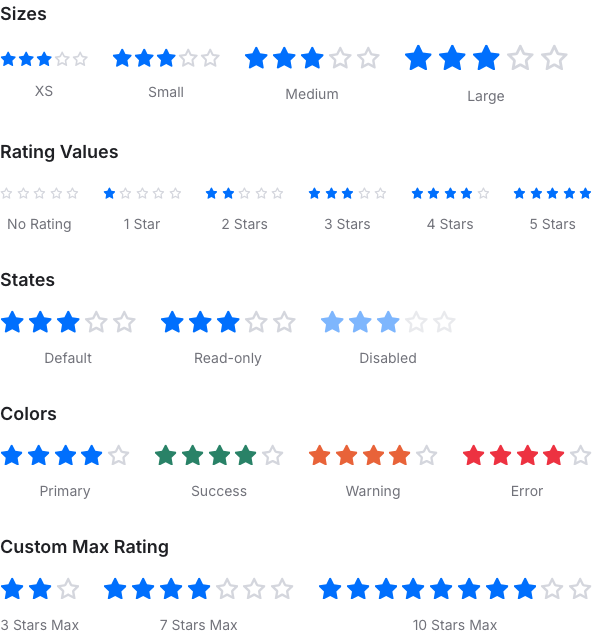 Sizes
XS Small Medium Large
Rating Values
No Rating 1 Star 2 Stars 3 Stars 4 Stars 5 Stars
States
Default Read-only Disabled
Colors
Primary Success Warning Error
Custom Max Rating
3 Stars Max 7 Stars Max 10 Stars Max